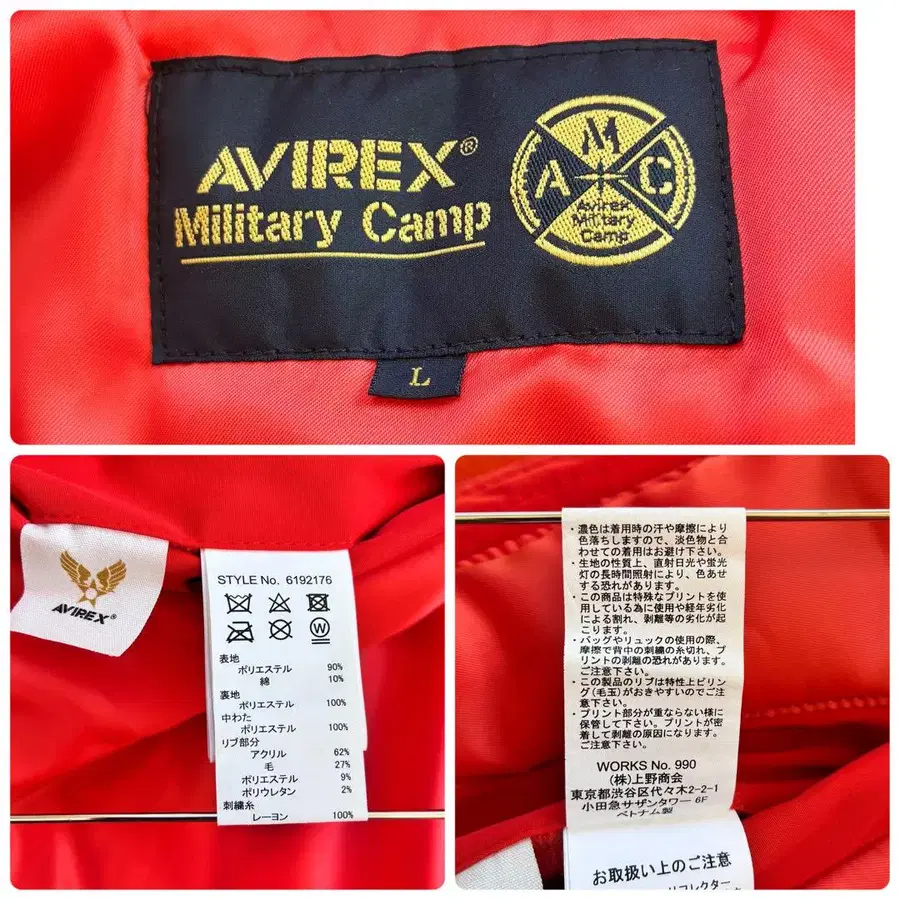 AVIREX®
Military Camp
A M C
Avirex
Military
Camp
L
AVIREX®
STYLE No. 6192176
W
表地
ポリエステル 90%
綿 10%
裏地
ポリエステル 100%
中わた
ポリエステル 100%
リブ部分
アクリル 62%
毛 27%
ポリエステル 9%
ポリウレタン 2%
刺繍糸
レーヨン 100%
・濃色は着用時の汗や摩擦により
色落ちしますので、淡色物と合
わせての着用はお避け下さい。
・生地の性質上、直射日光や蛍光
灯の長時間照射により、色あせ
する恐れがあります。
・この商品は特殊なプリントを使
用している為に使用や経年劣化
による割れ、剥離等の劣化が起
こります。
・バッグやリュックの使用の際、
摩擦で背中の刺繍の糸切れ、プ
リントの剥離の恐れがあります。
ご注意下さい。
・この製品のリブは特性上ピリン
グ(毛玉)がおきやすいのでご注
意下さい。
・プリント部分が重ならない様に
保管して下さい。プリントが密
着して剥離の原因になります。
ご注意下さい。
WORKS No. 990
(株)上野商会
東京都渋谷区代々木2-2-1
小田急サザンタワー 6F
ベトナム製
お取扱い上のご注意
リフレクター